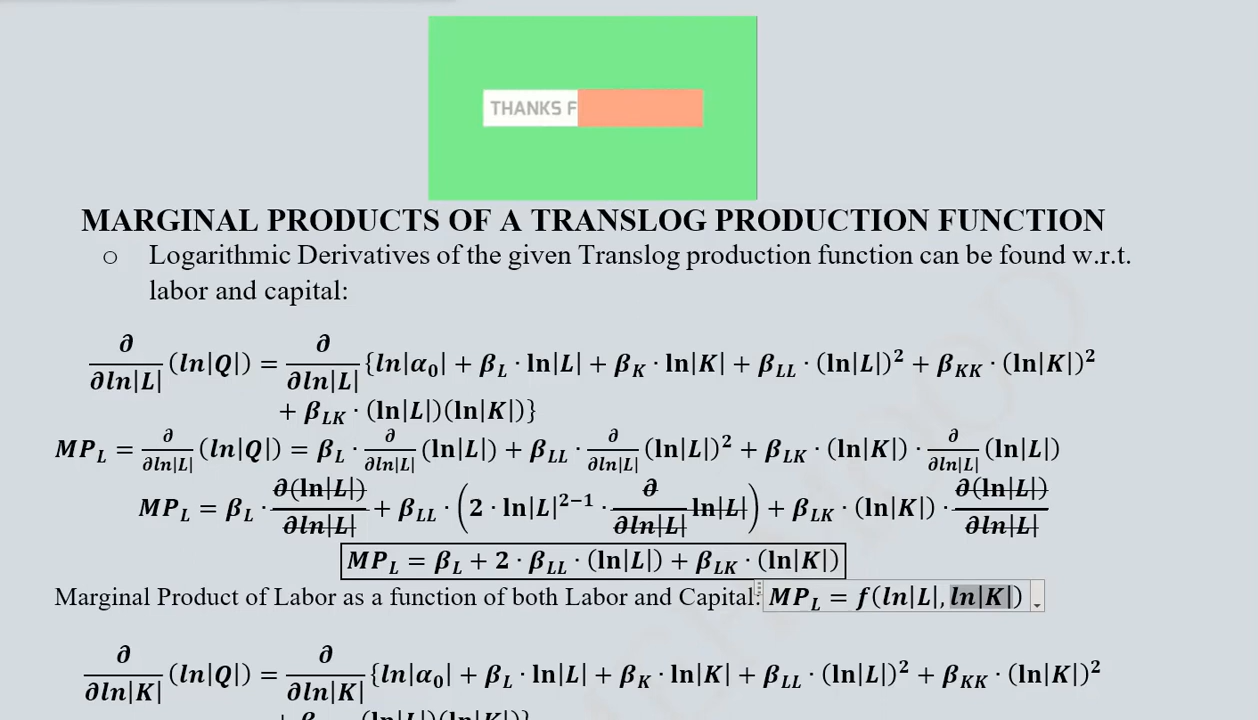 THANKS F
MARGINAL PRODUCTS OF A TRANSLOG PRODUCTION FUNCTION
○ Logarithmic Derivatives of the given Translog production function can be found w.r.t.
labor and capital:
∂/∂ln|L| (ln|Q|) = ∂/∂ln|L| {ln|α₀| + β_L · ln|L| + β_K · ln|K| + β_LL · (ln|L|)² + β_KK · (ln|K|)²
+ β_LK · (ln|L|)(ln|K|)}
MP_L = ∂/∂ln|L| (ln|Q|) = β_L · ∂/∂ln|L| (ln|L|) + β_LL · ∂/∂ln|L| (ln|L|)² + β_LK · (ln|K|) · ∂/∂ln|L| (ln|L|)
MP_L = β_L · ∂(ln|L|)/∂ln|L| + β_LL · (2 · ln|L|²⁻¹ · ∂/∂ln|L| ln|L|) + β_LK · (ln|K|) · ∂(ln|L|)/∂ln|L|
MP_L = β_L + 2 · β_LL · (ln|L|) + β_LK · (ln|K|)
Marginal Product of Labor as a function of both Labor and Capital: MP_L = f(ln|L|, ln|K|)
∂/∂ln|K| (ln|Q|) = ∂/∂ln|K| {ln|α₀| + β_L · ln|L| + β_K · ln|K| + β_LL · (ln|L|)² + β_KK · (ln|K|)²